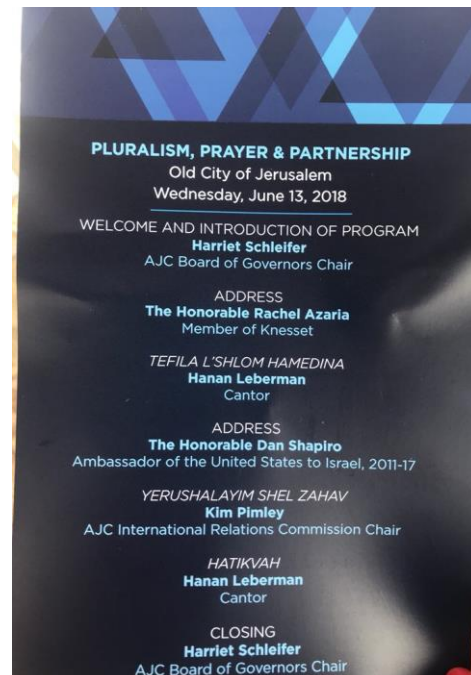 PLURALISM, PRAYER & PARTNERSHIP
Old City of Jerusalem
Wednesday, June 13, 2018
WELCOME AND INTRODUCTION OF PROGRAM
Harriet Schleifer
AJC Board of Governors Chair
ADDRESS
The Honorable Rachel Azaria
Member of Knesset
TEFILA L'SHLOM HAMEDINA
Hanan Leberman
Cantor
ADDRESS
The Honorable Dan Shapiro
Ambassador of the United States to Israel, 2011-17
YERUSHALAYIM SHEL ZAHAV
Kim Pimley
AJC International Relations Commission Chair
HATIKVAH
Hanan Leberman
Cantor
CLOSING
Harriet Schleifer
AJC Board of Governors Chair